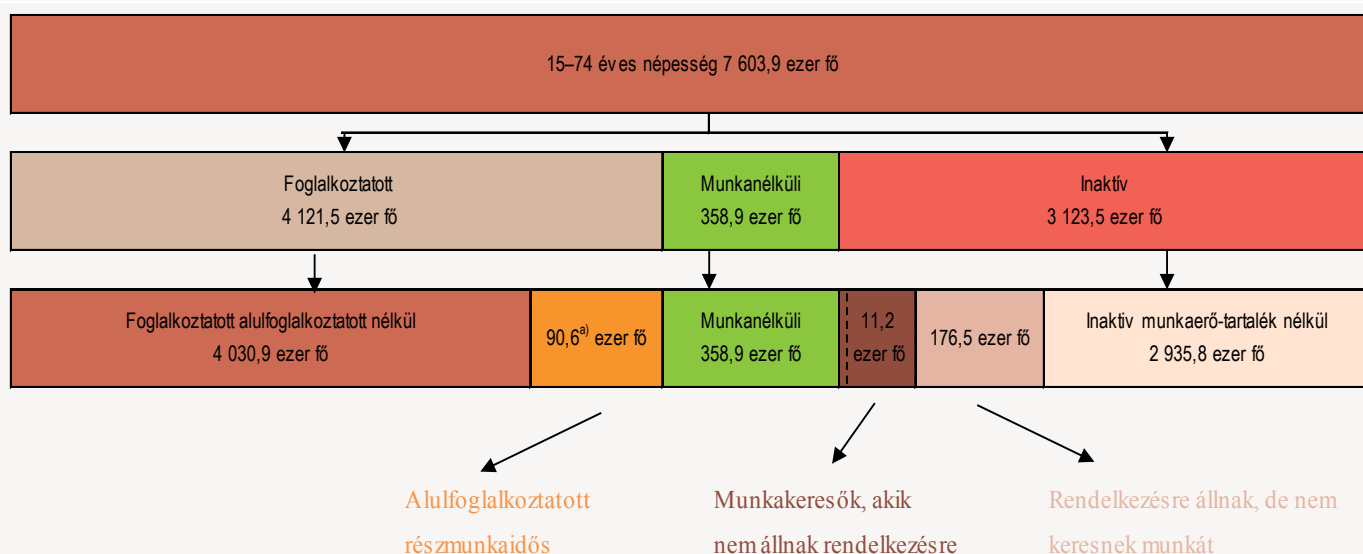 15–74 éves népesség 7 603,9 ezer fő
Foglalkoztatott
4 121,5 ezer fő
Munkanélküli
358,9 ezer fő
Inaktív
3 123,5 ezer fő
Foglalkoztatott alulfoglalkoztatott nélkül
4 030,9 ezer fő
90,6a) ezer fő
Munkanélküli
358,9 ezer fő
11,2
ezer fő
176,5 ezer fő
Inaktív munkaerő-tartalék nélkül
2 935,8 ezer fő
Alulfoglalkoztatott
részmunkaidős
Munkakeresők, akik
nem állnak rendelkezésre
Rendelkezésre állnak, de nem
keresnek munkát